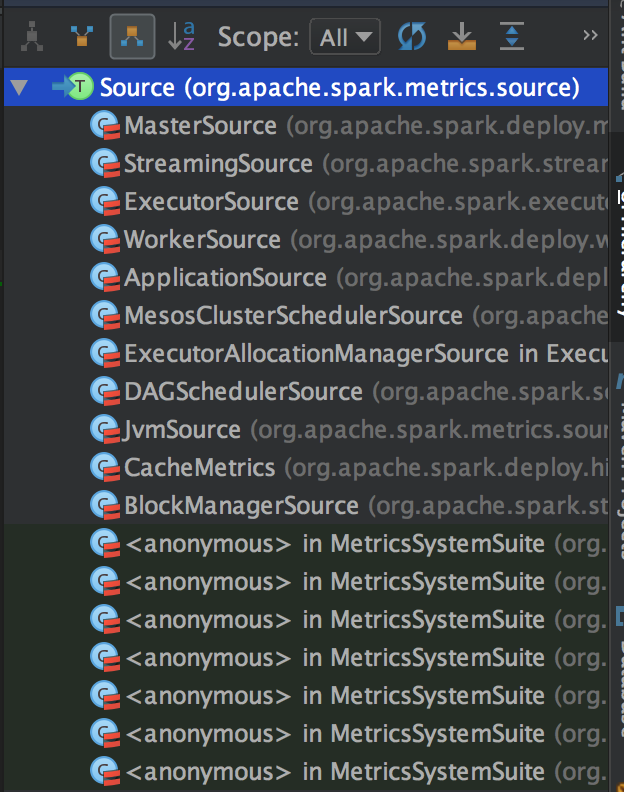 Scope: All
Source (org.apache.spark.metrics.source)
MasterSource (org.apache.spark.deploy.m
StreamingSource (org.apache.spark.strear
ExecutorSource (org.apache.spark.execut
WorkerSource (org.apache.spark.deploy.w
ApplicationSource (org.apache.spark.depl
MesosClusterSchedulerSource (org.apache
ExecutorAllocationManagerSource in Execu
DAGSchedulerSource (org.apache.spark.s
JvmSource (org.apache.spark.metrics.sour
CacheMetrics (org.apache.spark.deploy.hi
BlockManagerSource (org.apache.spark.st
<anonymous> in MetricsSystemSuite (org.
<anonymous> in MetricsSystemSuite (org.
<anonymous> in MetricsSystemSuite (org.
<anonymous> in MetricsSystemSuite (org.
<anonymous> in MetricsSystemSuite (org.
<anonymous> in MetricsSystemSuite (org.
<anonymous> in MetricsSystemSuite (org.